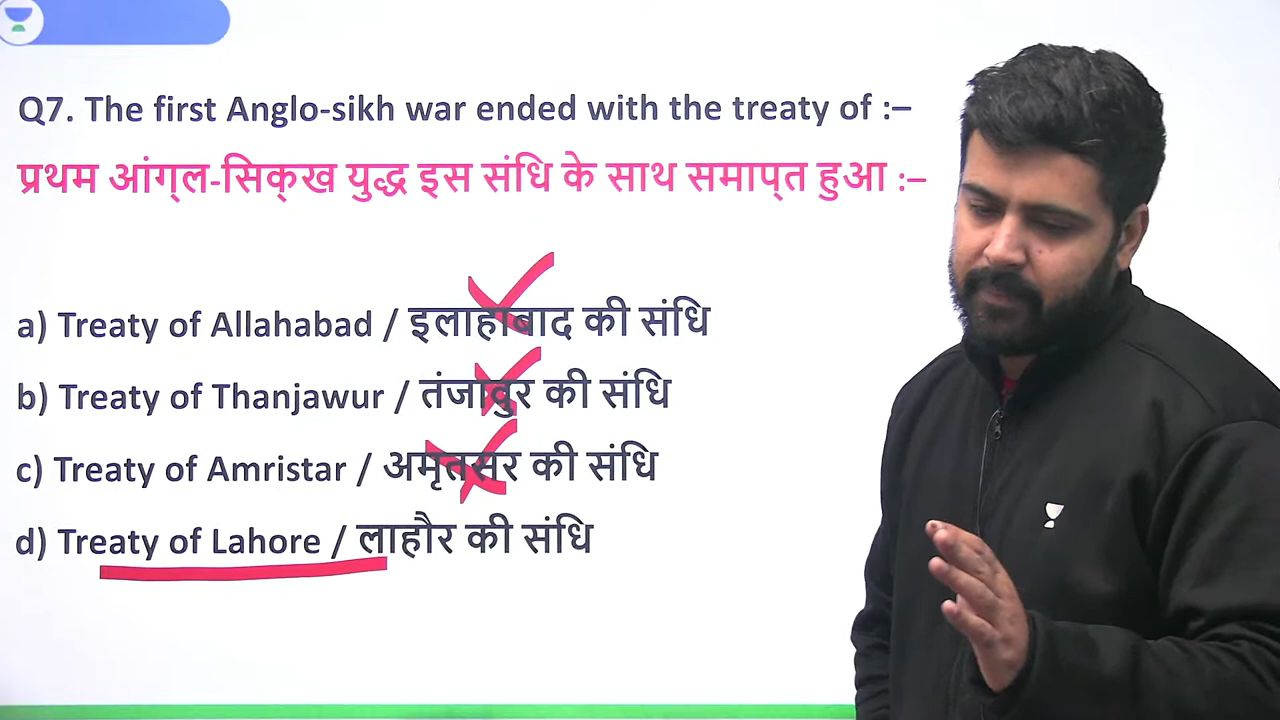 Q7. The first Anglo-sikh war ended with the treaty of :–
प्रथम आंग्ल-सिक्ख युद्ध इस संधि के साथ समाप्त हुआ :–
a) Treaty of Allahabad / इलाहाबाद की संधि
b) Treaty of Thanjawur / तंजावुर की संधि
c) Treaty of Amristar / अमृतसर की संधि
d) Treaty of Lahore / लाहौर की संधि